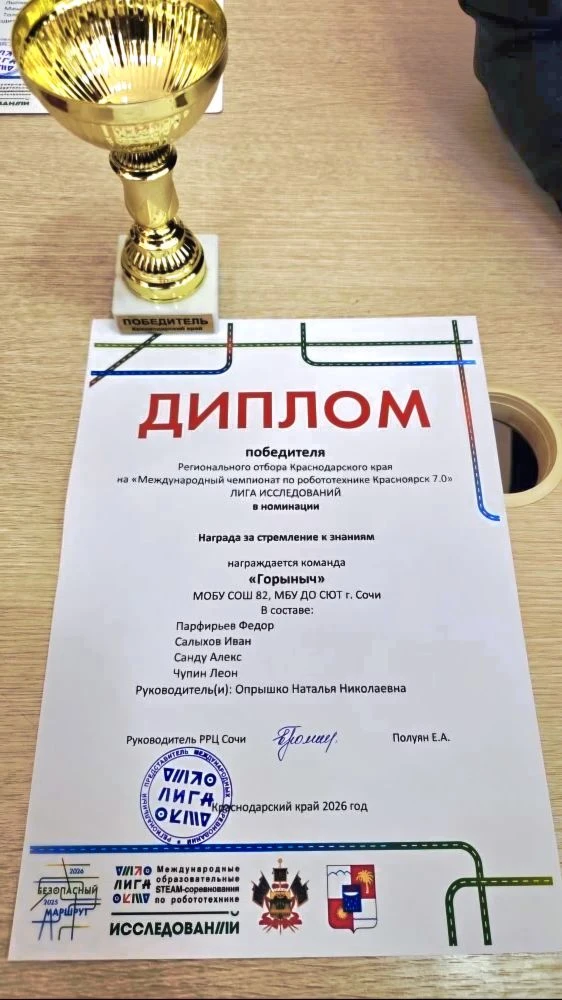 ПОБЕДИТЕЛЬ
Краснодарский край
ДИПЛОМ
победителя
Регионального отбора Краснодарского края
на «Международный чемпионат по робототехнике Красноярск 7.0»
ЛИГА ИССЛЕДОВАНИЙ
в номинации
Награда за стремление к знаниям
награждается команда
«Горыныч»
МОБУ СОШ 82, МБУ ДО СЮТ г. Сочи
В составе:
Парфирьев Федор
Салыхов Иван
Санду Алекс
Чупин Леон
Руководитель(и): Опрышко Наталья Николаевна
Руководитель РРЦ Сочи
Полуян Е.А.
ЛИГА
Краснодарский край 2026 год
2026
БЕЗОПАСНЫЙ
2025
МАРШРУТ
ЛИГА
Международные
образовательные
STEAM-соревнования
по робототехнике
ИССЛЕДОВАНИЙ